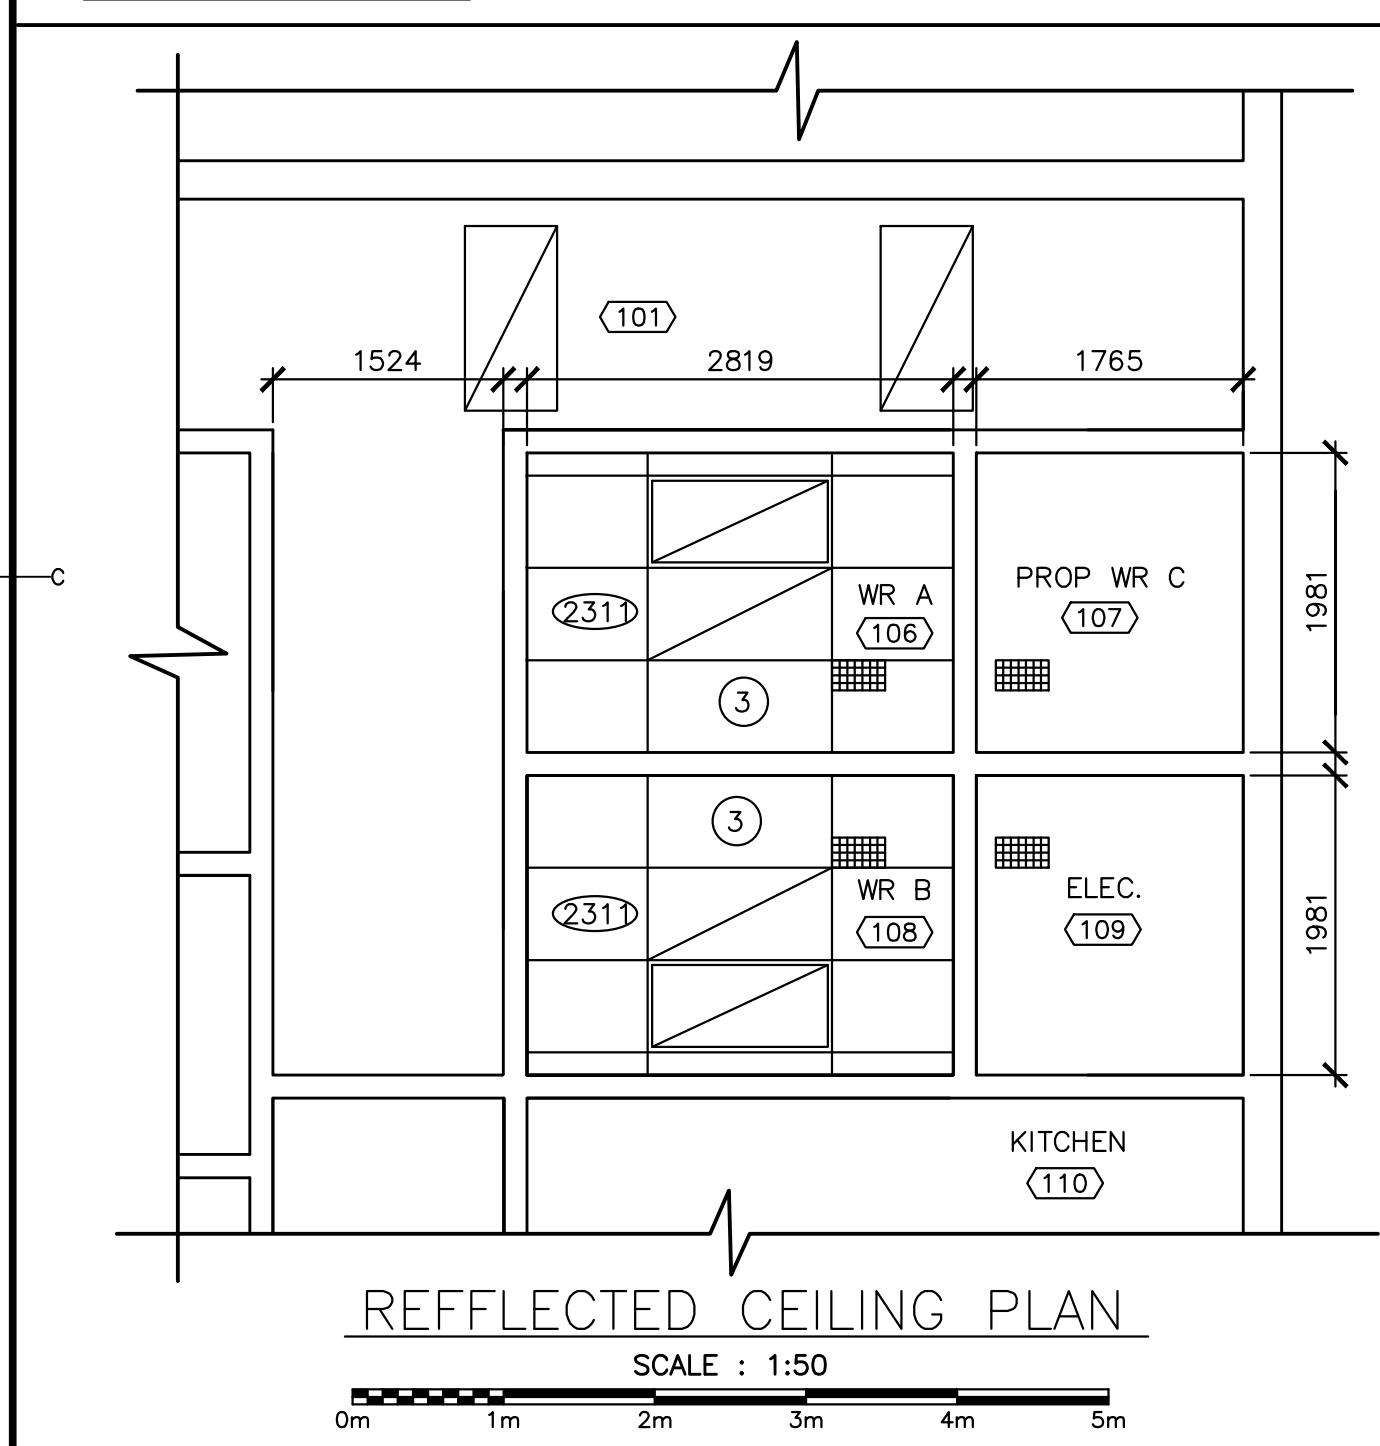 101
1524 2819 1765
C
PROP WR C
107
1981
WR A
106
2311
3
3
2311
WR B
108
ELEC.
109
1981
KITCHEN
110
REFFLECTED CEILING PLAN
SCALE : 1:50
0m 1m 2m 3m 4m 5m